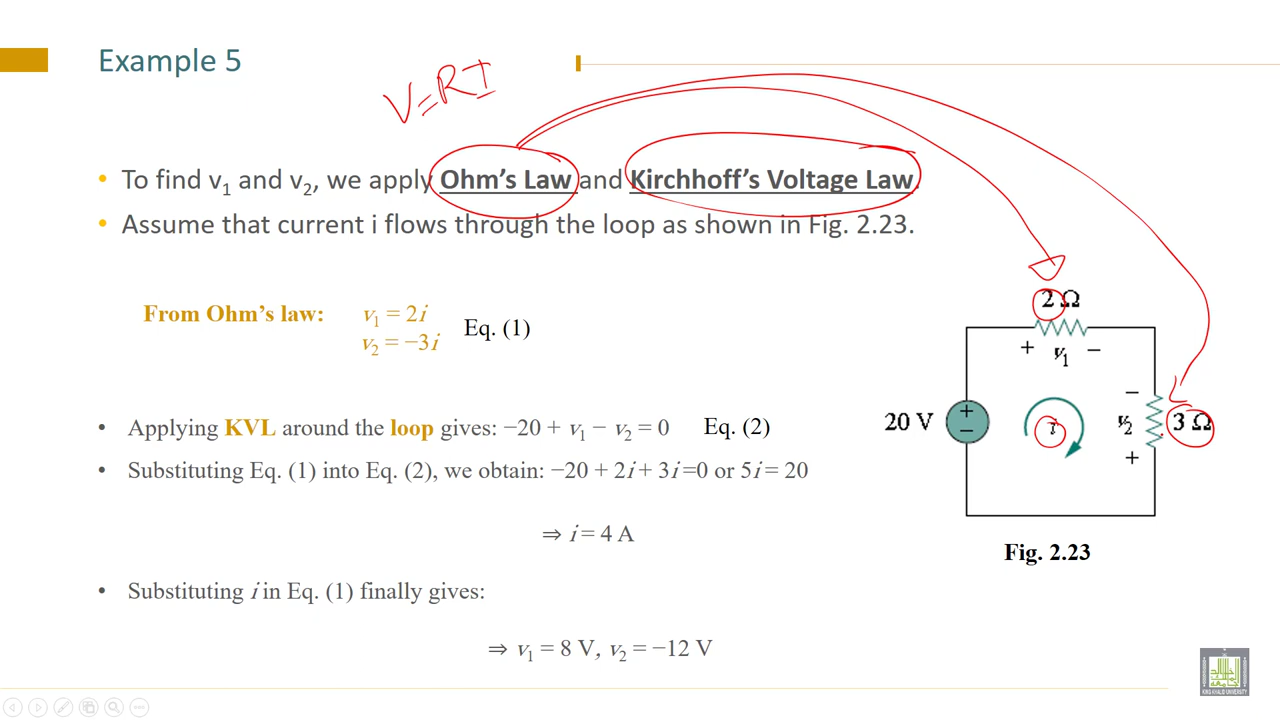 Example 5
V=RI
• To find v1 and v2, we apply Ohm's Law and Kirchhoff's Voltage Law.
• Assume that current i flows through the loop as shown in Fig. 2.23.
From Ohm's law: v1 = 2i
v2 = −3i
Eq. (1)
• Applying KVL around the loop gives: −20 + v1 − v2 = 0 Eq. (2)
• Substituting Eq. (1) into Eq. (2), we obtain: −20 + 2i + 3i =0 or 5i = 20
⇒ i = 4 A
• Substituting i in Eq. (1) finally gives:
⇒ v1 = 8 V, v2 = −12 V
2 Ω
+ v1 −
20 V
+
−
i
−
v2
+
3 Ω
Fig. 2.23
KING KHALID UNIVERSITY